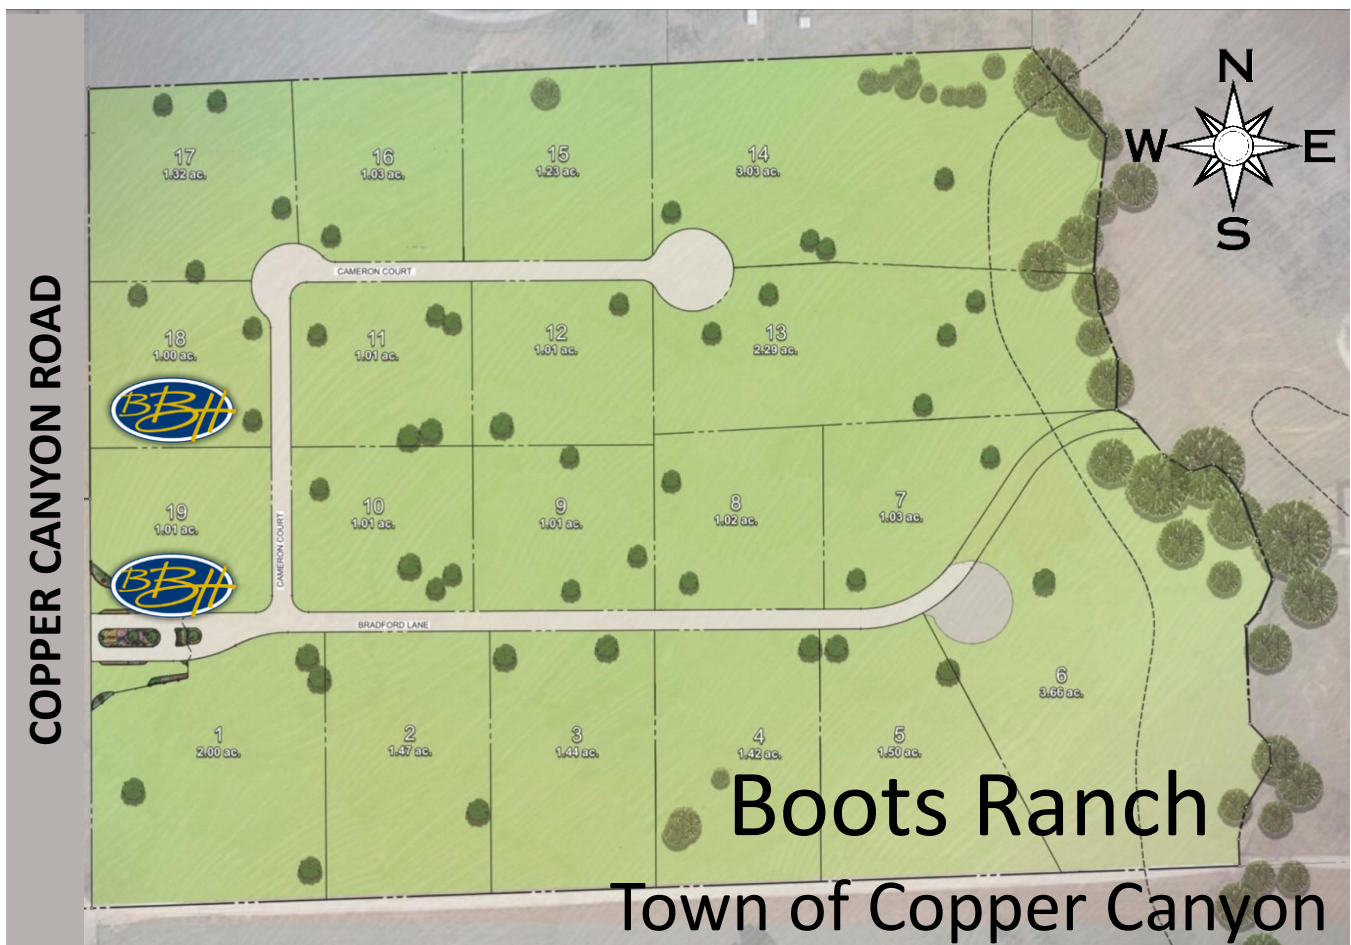 N
W E
S
17
1.32 ac.
16
1.03 ac.
15
1.23 ac.
14
3.03 ac.
CAMERON COURT
18
1.00 ac.
11
1.01 ac.
12
1.01 ac.
13
2.29 ac.
BBH
COPPER CANYON ROAD
19
1.01 ac.
CAMERON COURT
10
1.01 ac.
9
1.01 ac.
8
1.02 ac.
7
1.03 ac.
BBH
BRADFORD LANE
6
3.66 ac.
1
2.00 ac.
2
1.47 ac.
3
1.44 ac.
4
1.42 ac.
5
1.50 ac.
Boots Ranch
Town of Copper Canyon